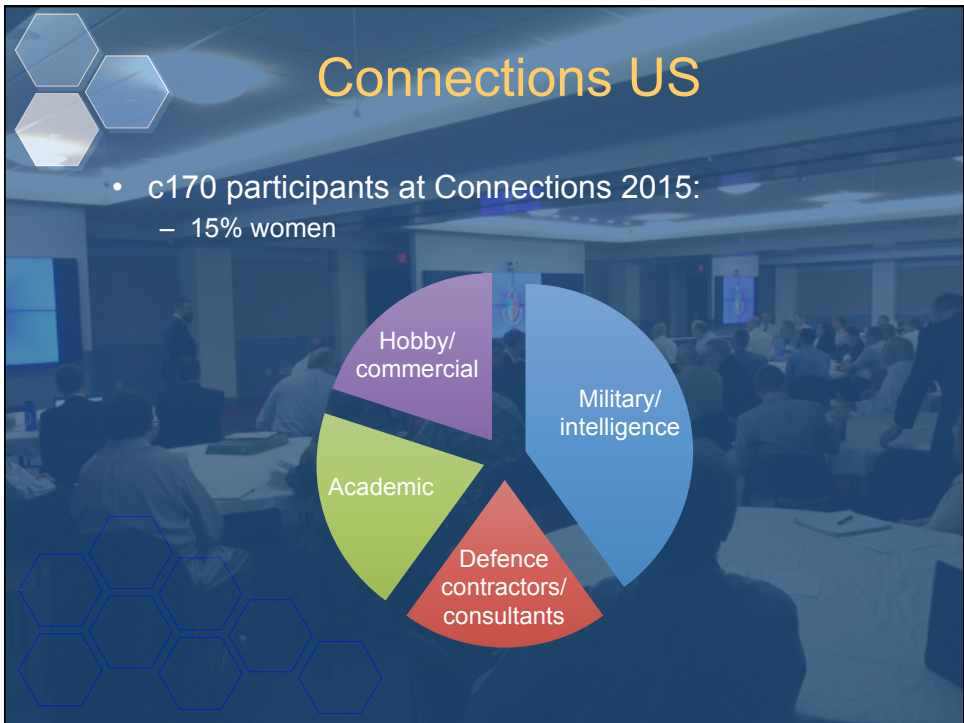 Connections US
• c170 participants at Connections 2015:
– 15% women
Hobby/
commercial
Military/
intelligence
Academic
Defence
contractors/
consultants